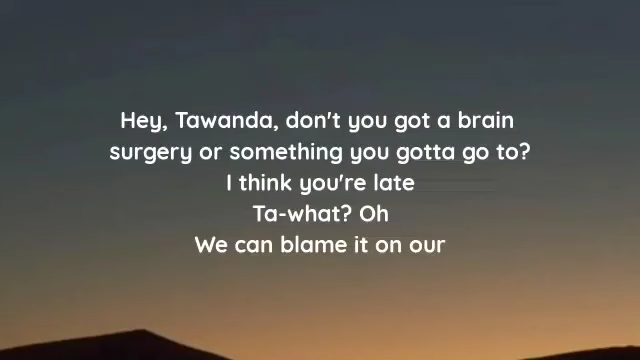 Hey, Tawanda, don't you got a brain
surgery or something you gotta go to?
I think you're late
Ta-what? Oh
We can blame it on our